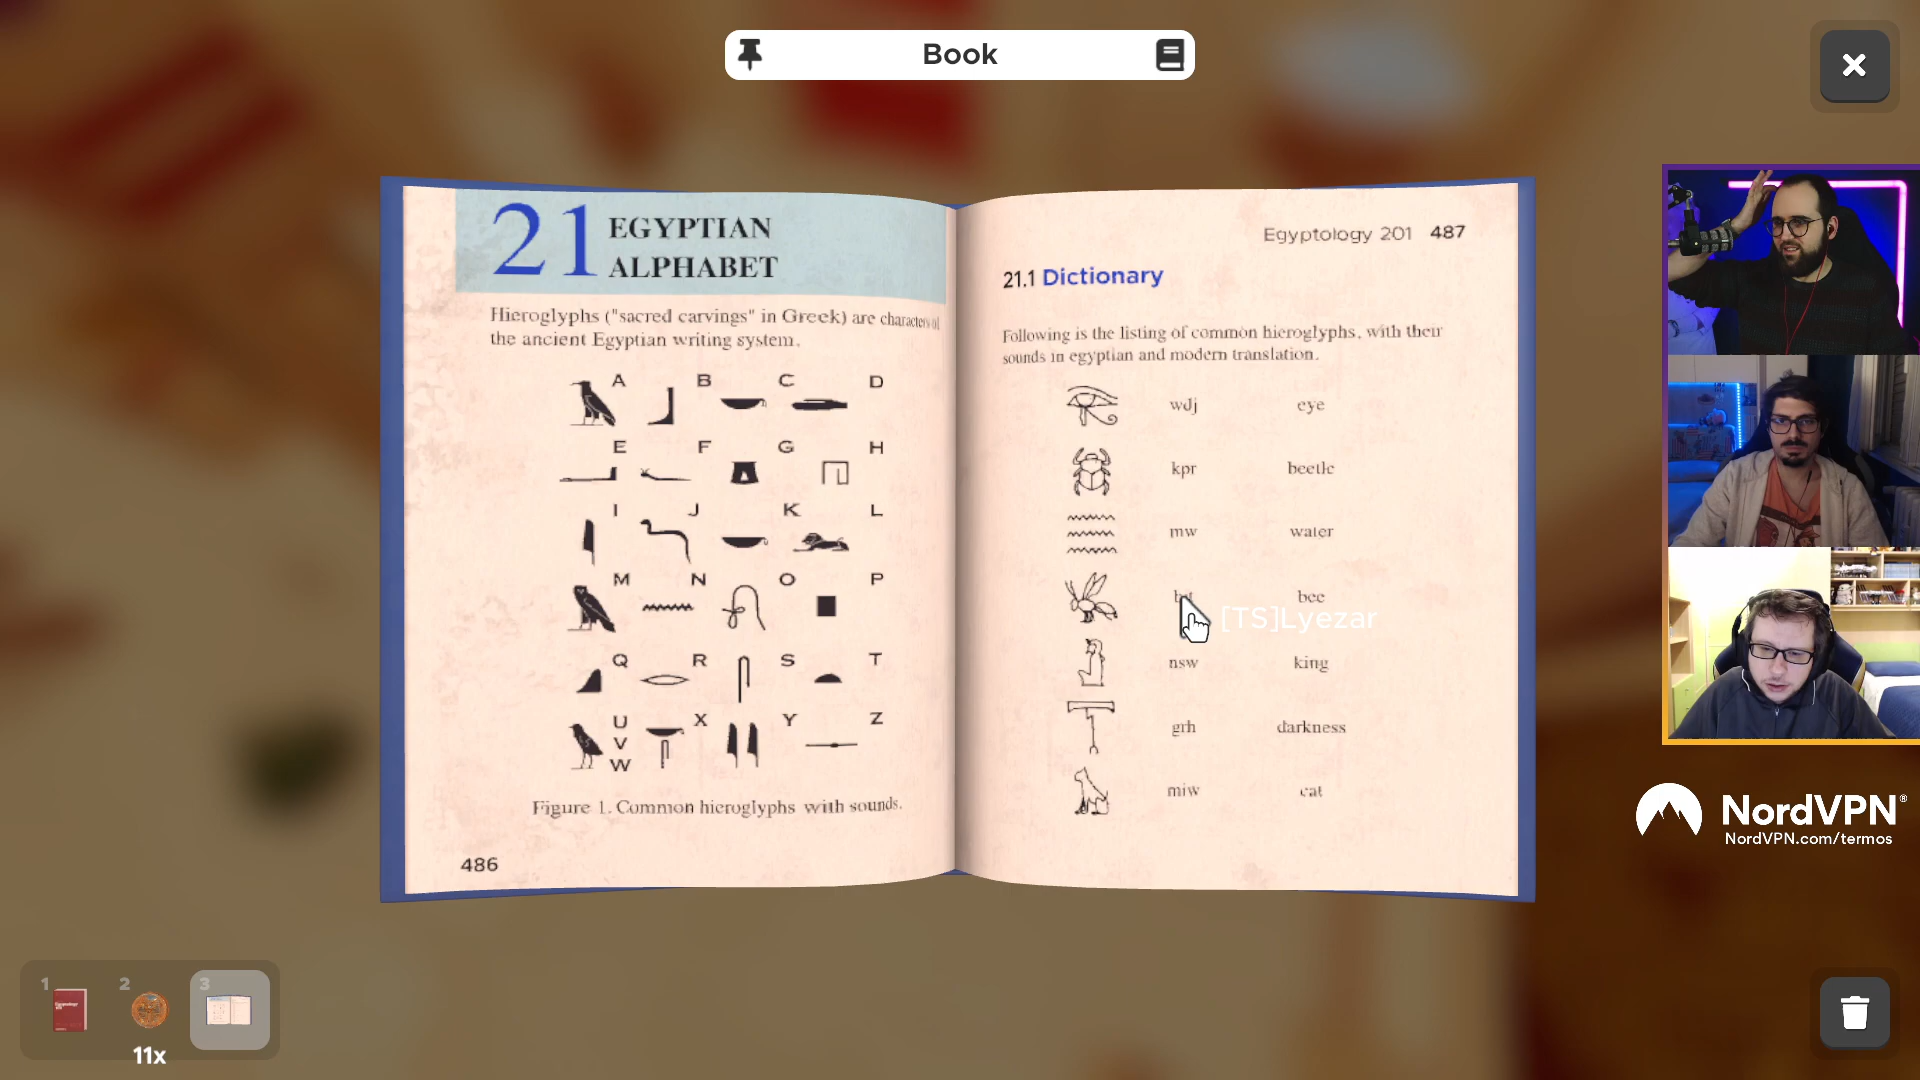 Book
21 EGYPTIAN
ALPHABET
Hieroglyphs ("sacred carvings" in Greek) are characters of
the ancient Egyptian writing system.
A B C D
E F G H
I J K L
M N O P
Q R S T
U X Y Z
V
W
Figure 1. Common hieroglyphs with sounds.
486
Egyptology 201 487
21.1 Dictionary
Following is the listing of common hieroglyphs, with their
sounds in egyptian and modern translation.
wdj eye
kpr beetle
mw water
bee
[TS]Lyezar
nsw king
grh darkness
miw cat
1 2 3
11x
NordVPN®
NordVPN.com/termos